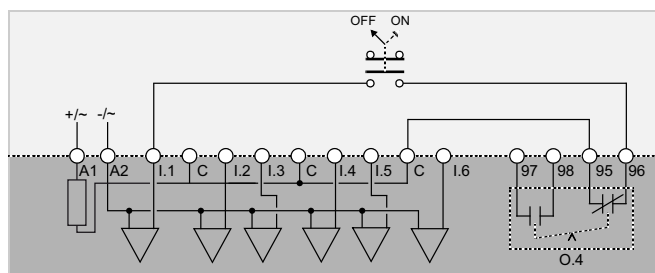 OFF ON
+/~ -/~
A1 A2 I.1 C I.2 I.3 C I.4 I.5 C I.6 97 98 95 96
O.4